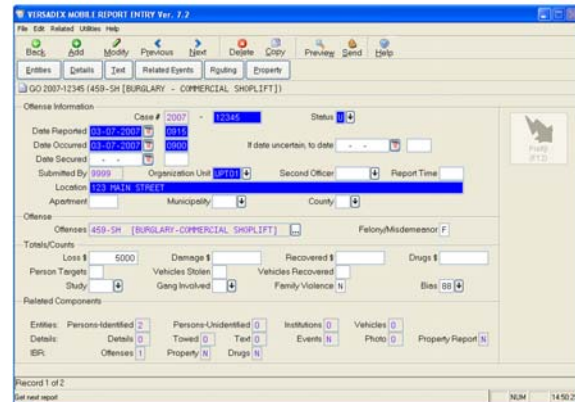 VERSADEX MOBILE REPORT ENTRY Ver. 7.2
File Edit Related Utilities Help
Back Add Modify Previous Next Delete Copy Preview Send Help
Entities Details Text Related Events Routing Property
GO 2007-12345 (459-SH [BURGLARY - COMMERCIAL SHOPLIFT])
Offense Information
Case # 2007 - 12345 Status U
Date Reported 03-07-2007 0915
Date Occurred 03-07-2007 0900 If date uncertain, to date - -
Date Secured - -
Submitted By 9999 Organization Unit UPT01 Second Officer Report Time
Location 123 MAIN STREET
Apartment Municipality County
Offense
Offenses 459-SH [BURGLARY-COMMERCIAL SHOPLIFT] ... Felony/Misdemeanor F
Totals/Counts
Loss $ 5000 Damage $ Recovered $ Drugs $
Person Targets Vehicles Stolen Vehicles Recovered
Study Gang Involved Family Violence N Bias 88
Related Components
Entities: Persons-Identified 2 Persons-Unidentified 0 Institutions 0 Vehicles 0
Details: Details 0 Towed 0 Text 0 Events N Photo 0 Property Report N
IBR: Offenses 1 Property N Drugs N
Record 1 of 2
Get next report NUM